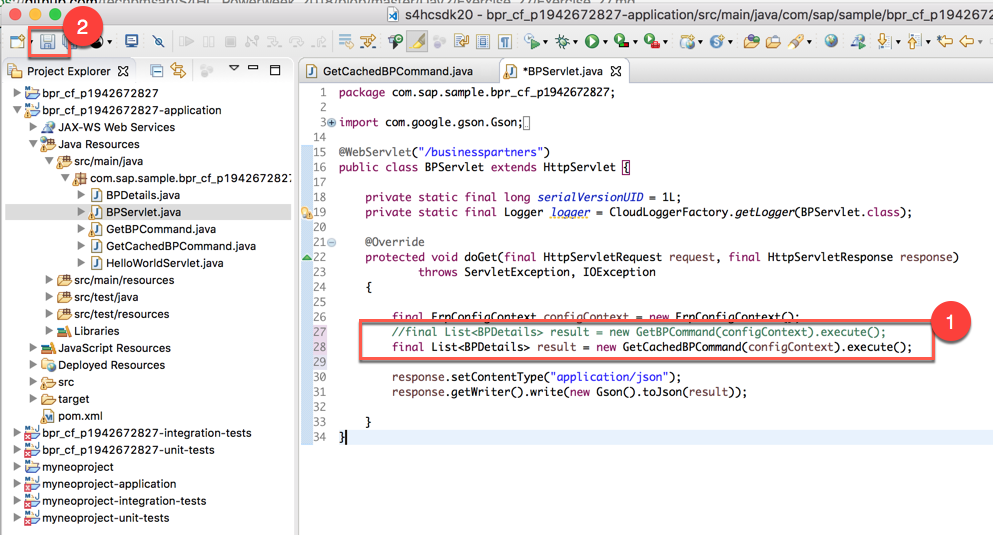 s4hcsdk20 - bpr_cf_p1942672827-application/src/main/java/com/sap/sample/bpr_cf_p1942672827/
2
Project Explorer
GetCachedBPCommand.java
*BPServlet.java
bpr_cf_p1942672827
bpr_cf_p1942672827-application
JAX-WS Web Services
Java Resources
src/main/java
com.sap.sample.bpr_cf_p1942672827
BPDetails.java
BPServlet.java
GetBPCommand.java
GetCachedBPCommand.java
HelloWorldServlet.java
src/main/resources
src/test/java
src/test/resources
Libraries
JavaScript Resources
Deployed Resources
src
target
pom.xml
bpr_cf_p1942672827-integration-tests
bpr_cf_p1942672827-unit-tests
myneoproject
myneoproject-application
myneoproject-integration-tests
myneoproject-unit-tests
1 package com.sap.sample.bpr_cf_p1942672827;
2
3 import com.google.gson.Gson;
14
15 @WebServlet("/businesspartners")
16 public class BPServlet extends HttpServlet {
17
18 private static final long serialVersionUID = 1L;
19 private static final Logger logger = CloudLoggerFactory.getLogger(BPServlet.class);
20
21 @Override
22 protected void doGet(final HttpServletRequest request, final HttpServletResponse response)
23 throws ServletException, IOException
24 {
25
26 final ErpConfigContext configContext = new ErpConfigContext();
27 //final List<BPDetails> result = new GetBPCommand(configContext).execute();
28 final List<BPDetails> result = new GetCachedBPCommand(configContext).execute();
29
30 response.setContentType("application/json");
31 response.getWriter().write(new Gson().toJson(result));
32
33 }
34 }
1